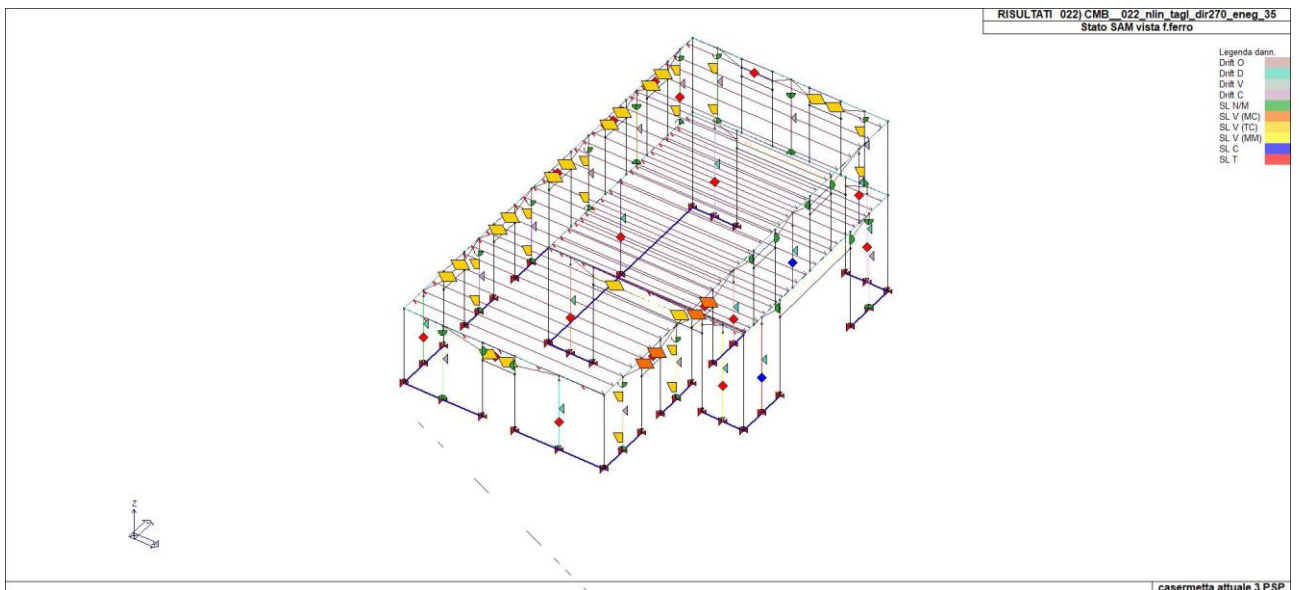 RISULTATI 022) CMB__022_nlin_tagl_dir270_eneg_35
Stato SAM vista f.ferro
Legenda dann.
Drift O
Drift D
Drift V
Drift C
SL N/M
SL V (MC)
SL V (TC)
SL V (MM)
SL C
SL T
Z
casermetta attuale 3.PSP